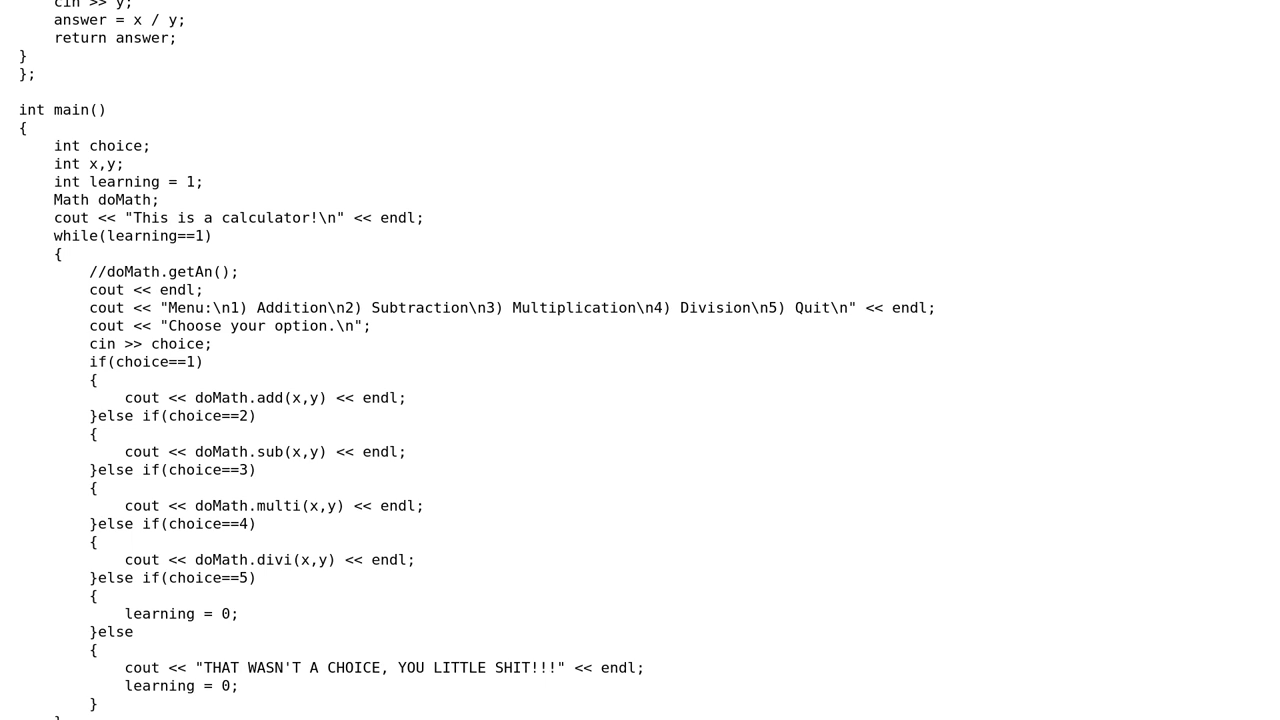 cin >> y;
    answer = x / y;
    return answer;
}
};

int main()
{
    int choice;
    int x,y;
    int learning = 1;
    Math doMath;
    cout << "This is a calculator!\n" << endl;
    while(learning==1)
    {
        //doMath.getAn();
        cout << endl;
        cout << "Menu:\n1) Addition\n2) Subtraction\n3) Multiplication\n4) Division\n5) Quit\n" << endl;
        cout << "Choose your option.\n";
        cin >> choice;
        if(choice==1)
        {
            cout << doMath.add(x,y) << endl;
        }else if(choice==2)
        {
            cout << doMath.sub(x,y) << endl;
        }else if(choice==3)
        {
            cout << doMath.multi(x,y) << endl;
        }else if(choice==4)
        {
            cout << doMath.divi(x,y) << endl;
        }else if(choice==5)
        {
            learning = 0;
        }else
        {
            cout << "THAT WASN'T A CHOICE, YOU LITTLE SHIT!!!" << endl;
            learning = 0;
        }
    }